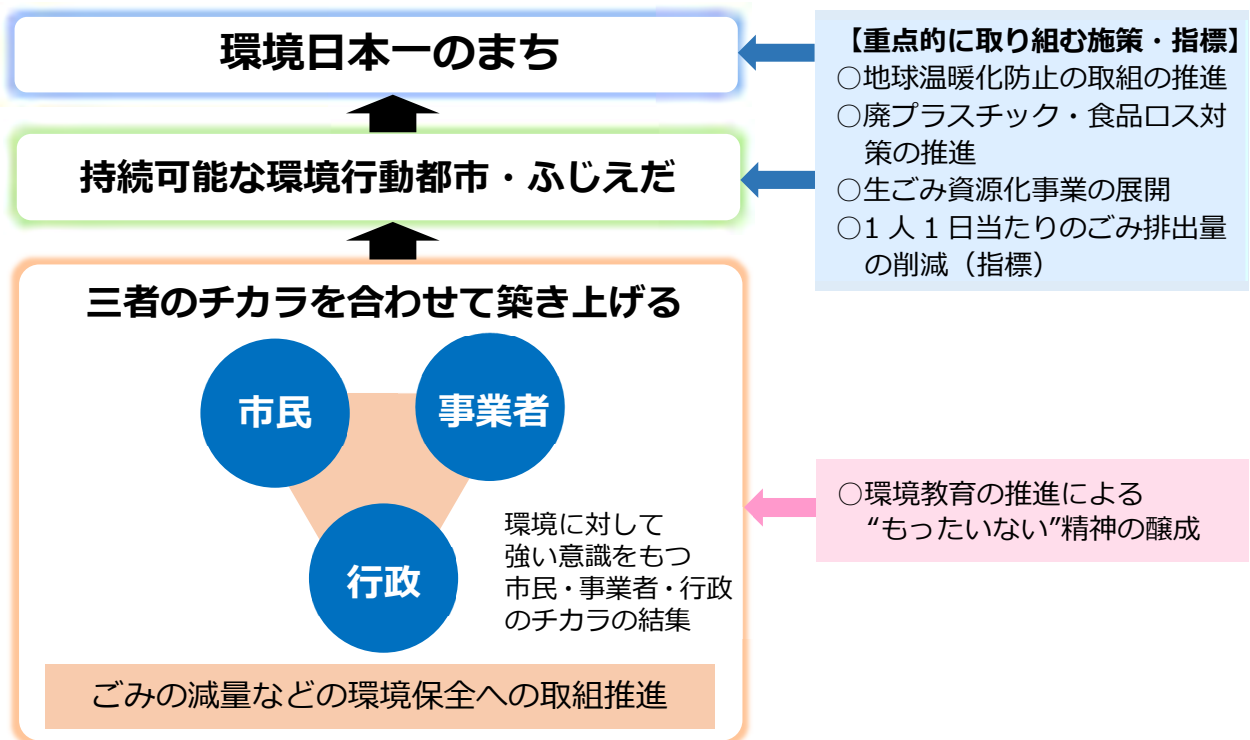 環境日本一のまち
持続可能な環境行動都市・ふじえだ
三者のチカラを合わせて築き上げる
市民
事業者
行政
環境に対して
強い意識をもつ
市民・事業者・行政
のチカラの結集
ごみの減量などの環境保全への取組推進
【重点的に取り組む施策・指標】
○地球温暖化防止の取組の推進
○廃プラスチック・食品ロス対
策の推進
○生ごみ資源化事業の展開
○1 人 1 日当たりのごみ排出量
の削減（指標）
○環境教育の推進による
“もったいない”精神の醸成